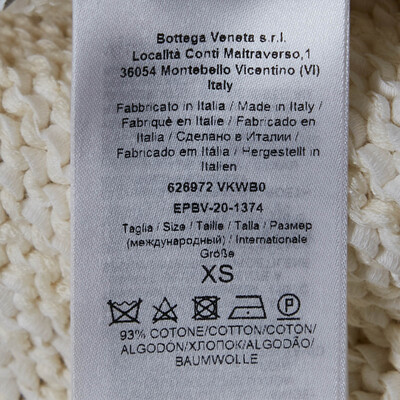 Bottega Veneta s.r.l.
Località Conti Maltraverso,1
36054 Montebello Vicentino (VI)
Italy
Fabbricato in Italia / Made in Italy /
Fabriqué en Italie / Fabricado en
Italia / Сделано в Италии /
Fabricado em Itália / Hergestellt in
Italien
626972 VKWB0
EPBV-20-1374
Taglia / Size / Taille / Talla / Размер
(международный) / Internationale
Größe
XS
P
93% COTONE/COTTON/COTON/
ALGODÓN/ХЛОПОК/ALGODÃO/
BAUMWOLLE